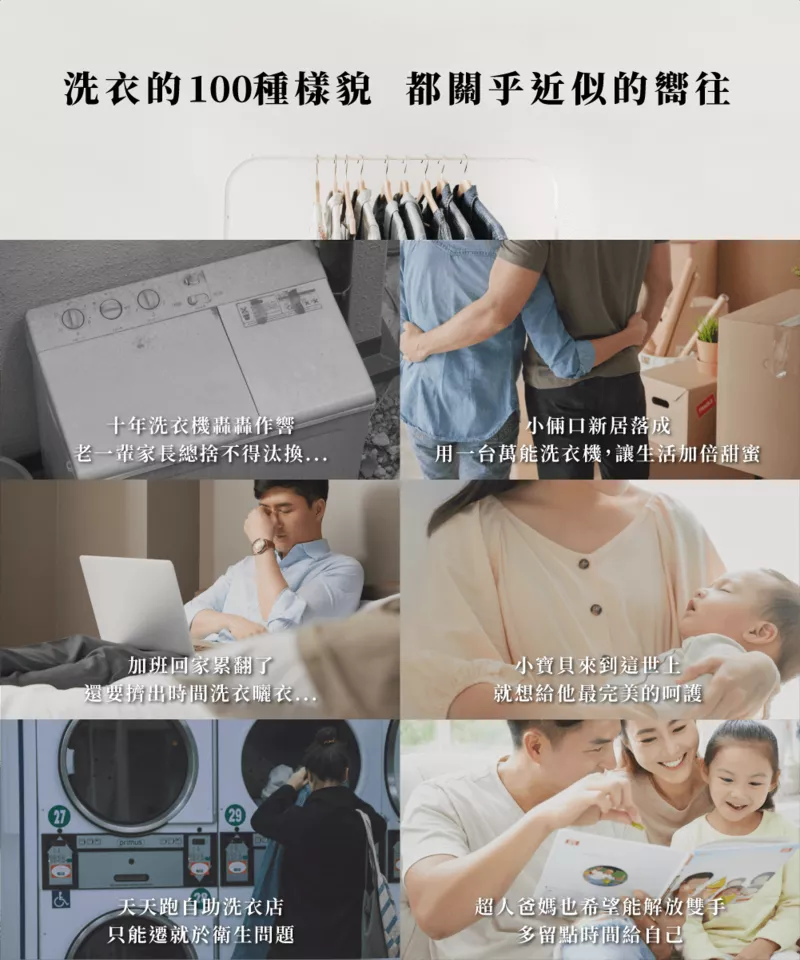 洗衣的100種樣貌 都關乎近似的嚮往
十年洗衣機轟轟作響
老一輩家長總捨不得汰換...
小倆口新居落成
用一台萬能洗衣機,讓生活加倍甜蜜
加班回家累翻了
還要擠出時間洗衣曬衣...
小寶貝來到這世上
就想給他最完美的呵護
27
29
primus
28
天天跑自助洗衣店
只能遷就於衛生問題
超人爸媽也希望能解放雙手
多留點時間給自己